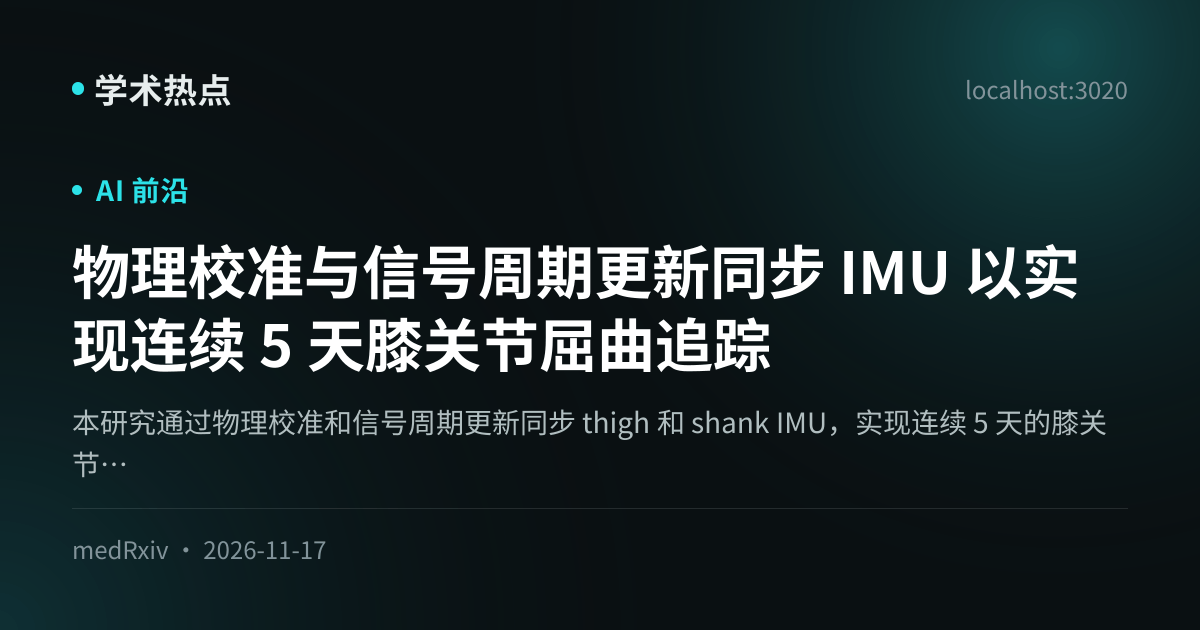 学术热点
localhost:3020
AI 前沿
物理校准与信号周期更新同步 IMU 以实
现连续 5 天膝关节屈曲追踪
本研究通过物理校准和信号周期更新同步 thigh 和 shank IMU，实现连续 5 天的膝关
节…
medRxiv • 2026-11-17